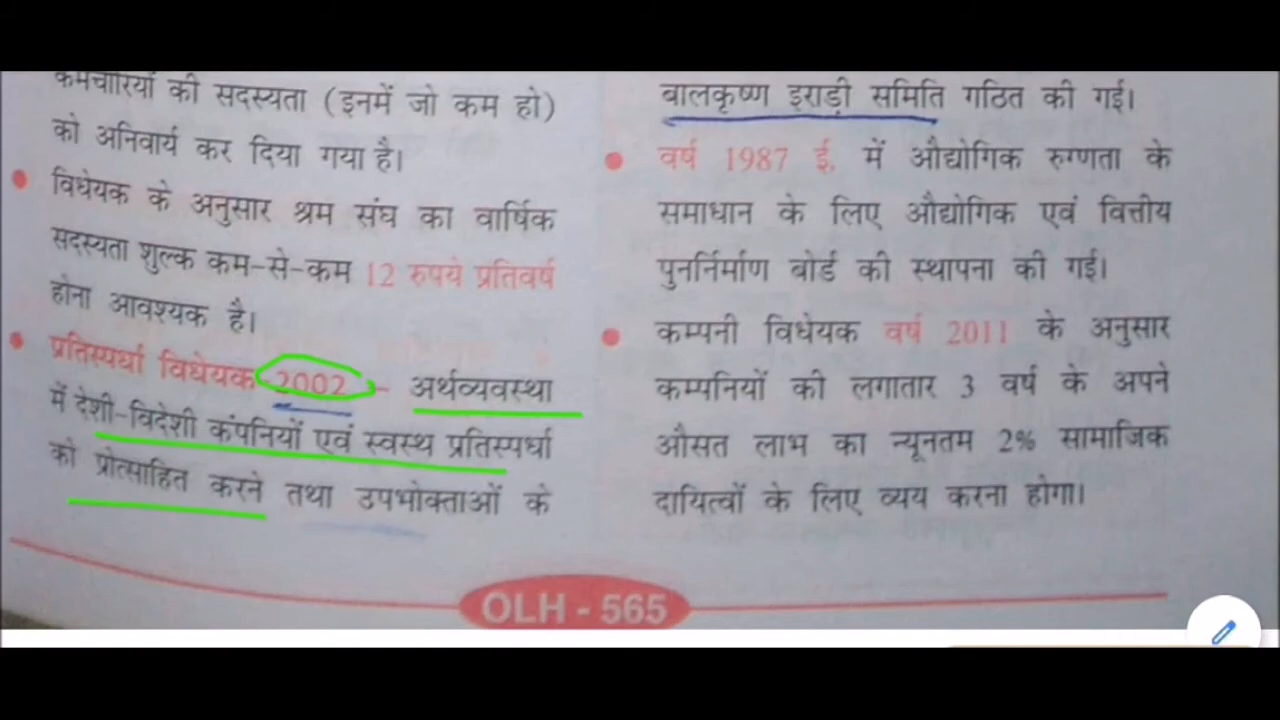 कर्मचारियों की सदस्यता (इनमें जो कम हो)
को अनिवार्य कर दिया गया है।
विधेयक के अनुसार श्रम संघ का वार्षिक
सदस्यता शुल्क कम-से-कम 12 रुपये प्रतिवर्ष
होना आवश्यक है।
प्रतिस्पर्धा विधेयक 2002 - अर्थव्यवस्था
में देशी-विदेशी कंपनियों एवं स्वस्थ प्रतिस्पर्धा
को प्रोत्साहित करने तथा उपभोक्ताओं के
बालकृष्ण इराड़ी समिति गठित की गई।
वर्ष 1987 ई. में औद्योगिक रुग्णता के
समाधान के लिए औद्योगिक एवं वित्तीय
पुनर्निर्माण बोर्ड की स्थापना की गई।
कम्पनी विधेयक वर्ष 2011 के अनुसार
कम्पनियों की लगातार 3 वर्ष के अपने
औसत लाभ का न्यूनतम 2% सामाजिक
दायित्वों के लिए व्यय करना होगा।
OLH - 565